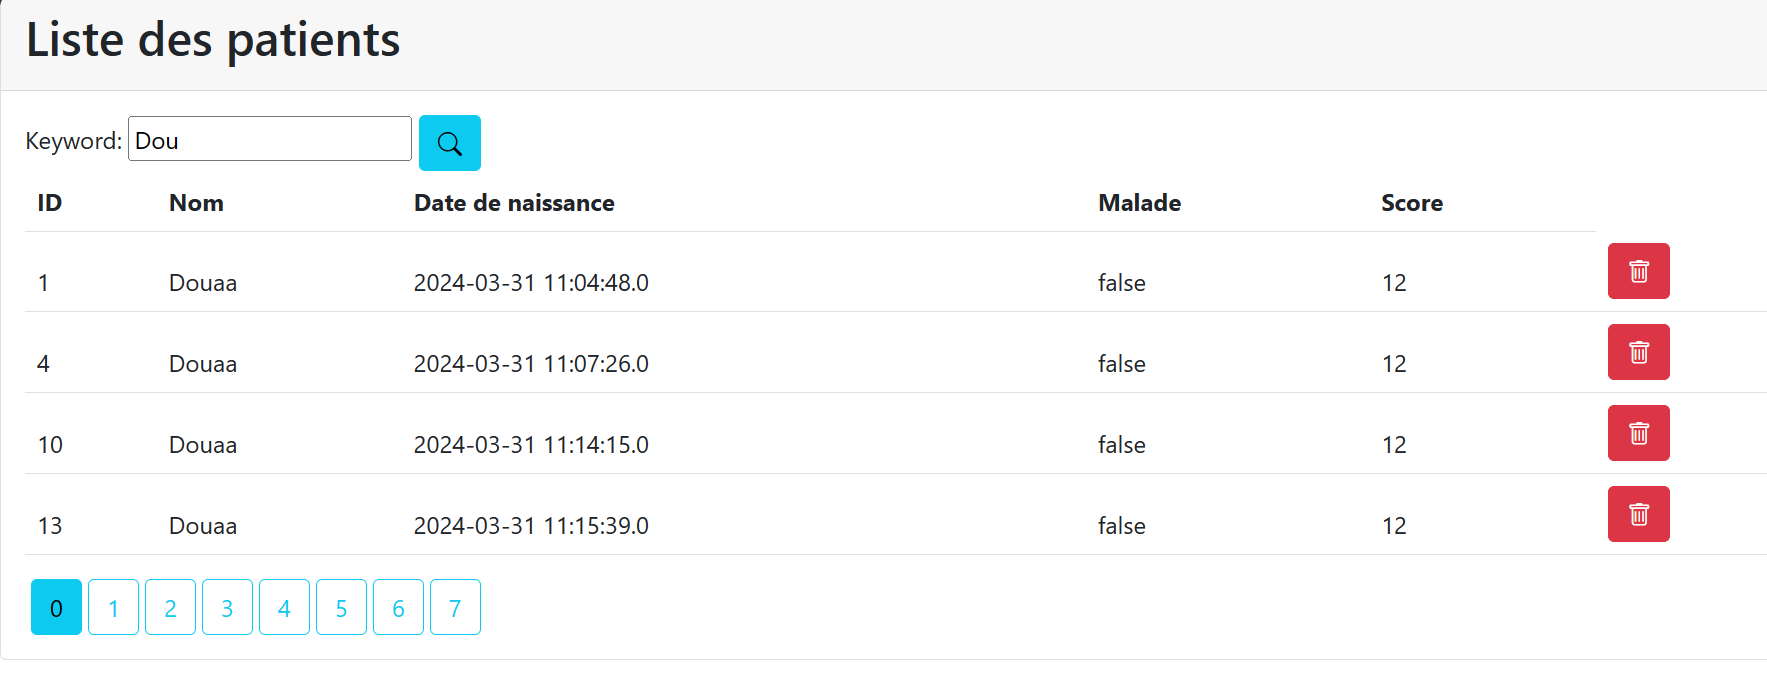 Liste des patients
Keyword: Dou
ID Nom Date de naissance Malade Score
1 Douaa 2024-03-31 11:04:48.0 false 12
4 Douaa 2024-03-31 11:07:26.0 false 12
10 Douaa 2024-03-31 11:14:15.0 false 12
13 Douaa 2024-03-31 11:15:39.0 false 12
0 1 2 3 4 5 6 7